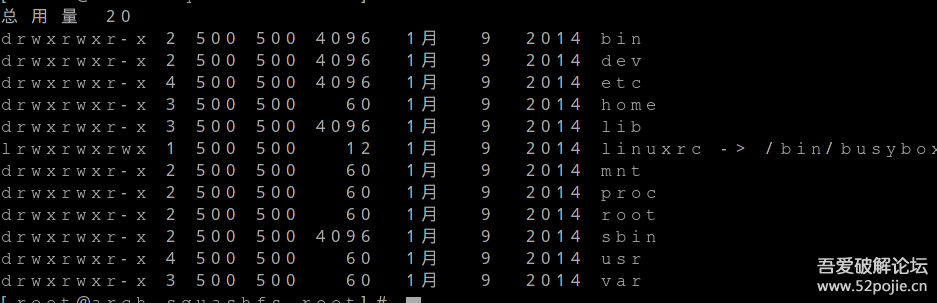 总用量 20
drwxrwxr-x 2 500 500 4096 1月 9 2014 bin
drwxrwxr-x 2 500 500 4096 1月 9 2014 dev
drwxrwxr-x 4 500 500 4096 1月 9 2014 etc
drwxrwxr-x 3 500 500 60 1月 9 2014 home
drwxrwxr-x 3 500 500 4096 1月 9 2014 lib
lrwxrwxrwx 1 500 500 12 1月 9 2014 linuxrc -> /bin/busybox
drwxrwxr-x 2 500 500 60 1月 9 2014 mnt
drwxrwxr-x 2 500 500 60 1月 9 2014 proc
drwxrwxr-x 2 500 500 60 1月 9 2014 root
drwxrwxr-x 2 500 500 4096 1月 9 2014 sbin
drwxrwxr-x 4 500 500 60 1月 9 2014 usr
drwxrwxr-x 3 500 500 60 1月 9 2014 var
[root@arch squashfs-root]#
吾爱破解论坛
www.52pojie.cn